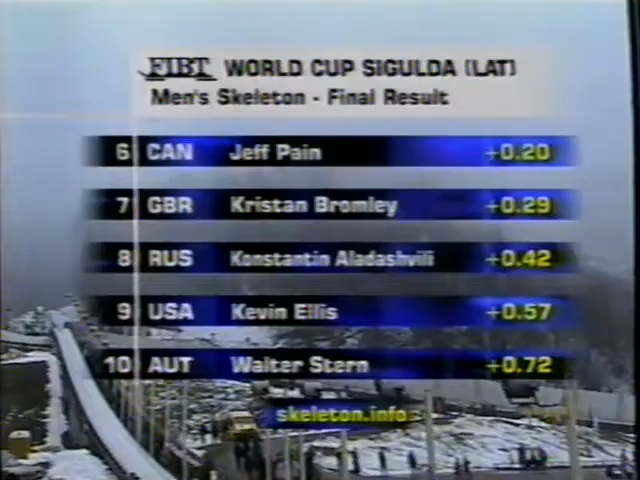 FIBT WORLD CUP SIGULDA (LAT)
Men's Skeleton - Final Result
6 CAN Jeff Pain +0.20
7 GBR Kristan Bromley +0.29
8 RUS Konstantin Aladashvili +0.42
9 USA Kevin Ellis +0.57
10 AUT Walter Stern +0.72
skeleton.info